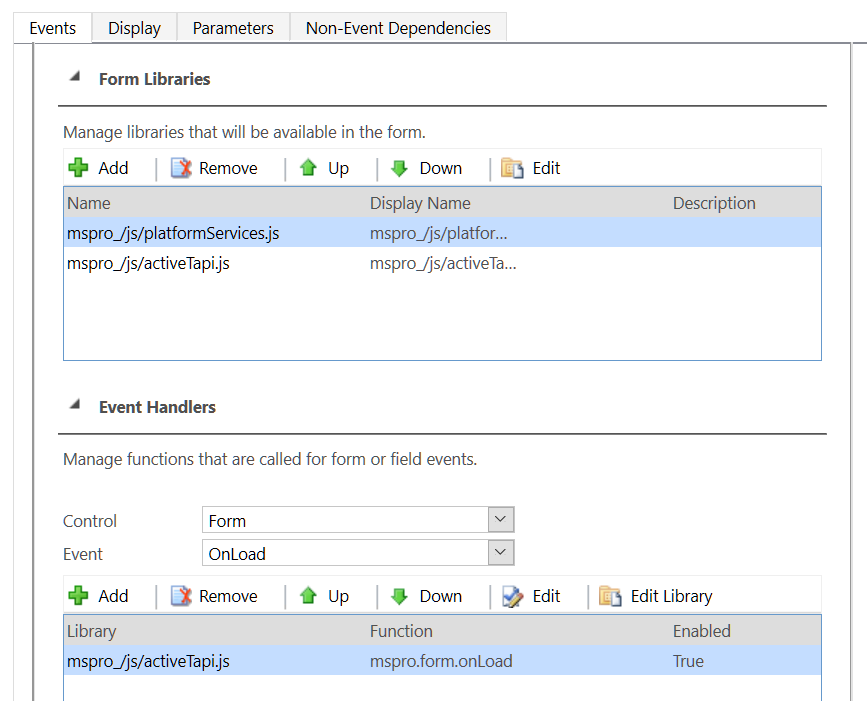 Events Display Parameters Non-Event Dependencies
Form Libraries
Manage libraries that will be available in the form.
Add Remove Up Down Edit
Name Display Name Description
mspro_/js/platformServices.js mspro_/js/platfor...
mspro_/js/activeTapi.js mspro_/js/activeTa...
Event Handlers
Manage functions that are called for form or field events.
Control Form
Event OnLoad
Add Remove Up Down Edit Edit Library
Library Function Enabled
mspro_/js/activeTapi.js mspro.form.onLoad True